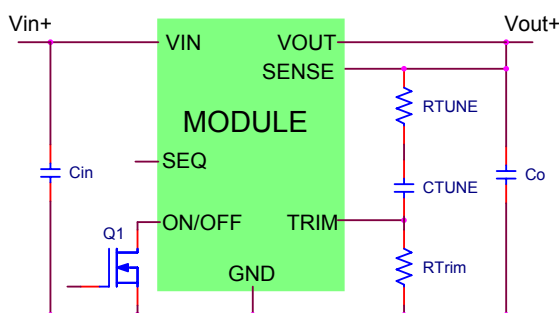 Vin+
Vout+
VIN
VOUT
SENSE
RTUNE
MODULE
SEQ
Cin
CTUNE
Co
Q1
ON/OFF
TRIM
RTrim
GND